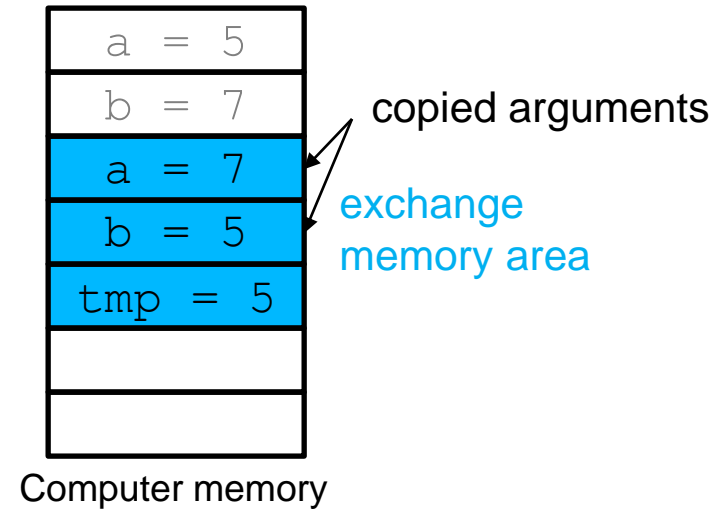 a = 5
b = 7
a = 7
b = 5
tmp = 5
copied arguments
exchange
memory area
Computer memory